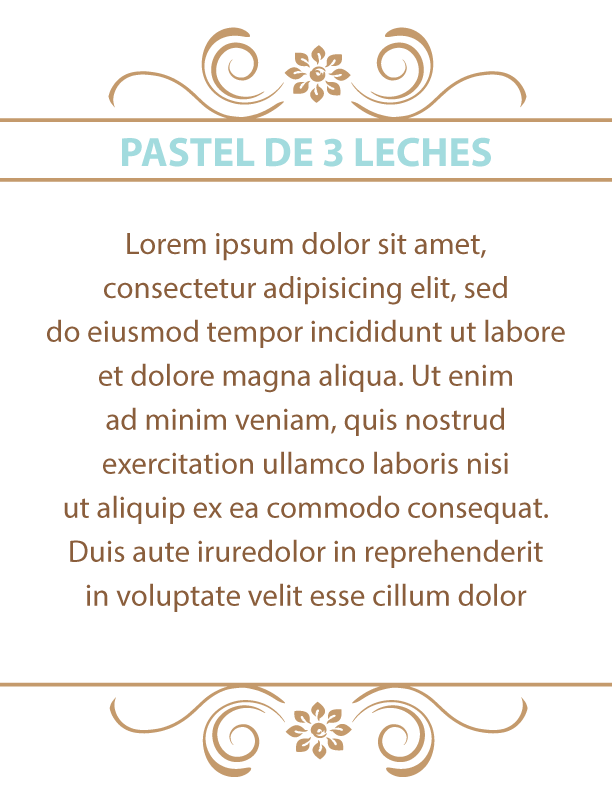 PASTEL DE 3 LECHES
Lorem ipsum dolor sit amet,
consectetur adipisicing elit, sed
do eiusmod tempor incididunt ut labore
et dolore magna aliqua. Ut enim
ad minim veniam, quis nostrud
exercitation ullamco laboris nisi
ut aliquip ex ea commodo consequat.
Duis aute iruredolor in reprehenderit
in voluptate velit esse cillum dolor